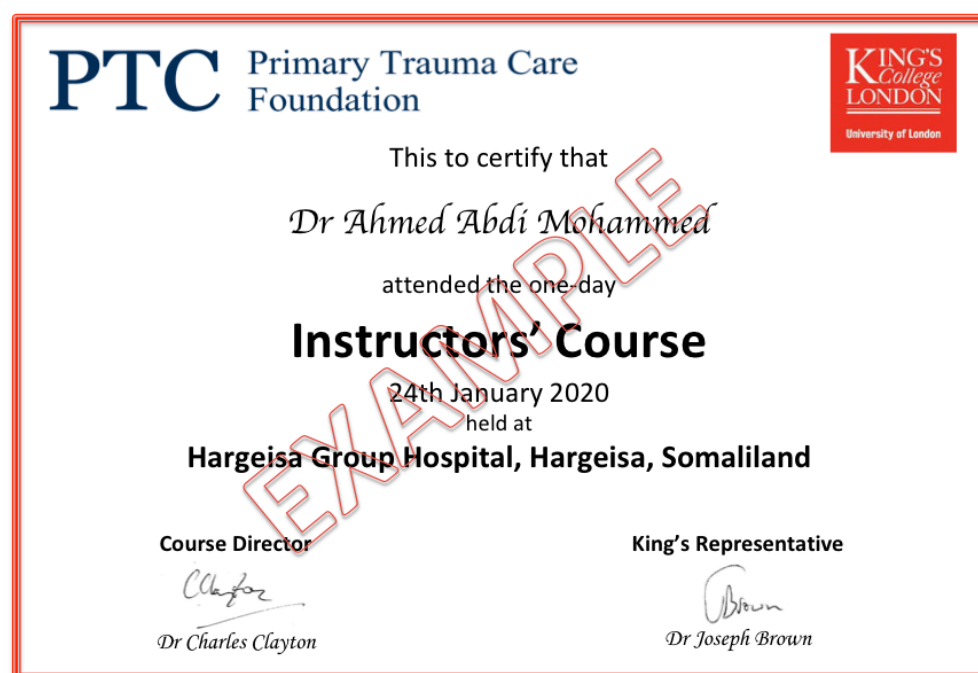 PTC Primary Trauma Care
Foundation
KING'S
College
LONDON
University of London
This to certify that
Dr Ahmed Abdi Mohammed
attended the one-day
Instructors' Course
24th January 2020
held at
Hargeisa Group Hospital, Hargeisa, Somaliland
EXAMPLE
Course Director
CClayton
Dr Charles Clayton
King's Representative
JBrown
Dr Joseph Brown